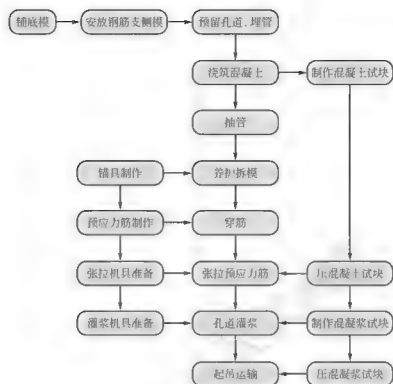 铺底模
安放钢筋支侧模
预留孔道、埋管
浇筑混凝土
制作混凝土试块
抽管
锚具制作
养护拆模
预应力筋制作
穿筋
张拉机具准备
张拉预应力筋
压混凝土试块
灌浆机具准备
孔道灌浆
制作混凝浆试块
起吊运输
压混凝浆试块